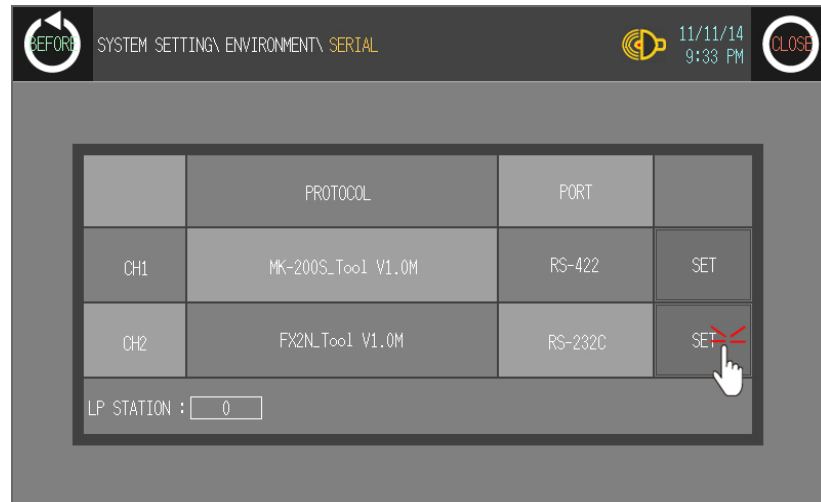 BEFORE SYSTEM SETTING\ ENVIRONMENT\ SERIAL 11/11/14 CLOSE
9:33 PM
PROTOCOL PORT
CH1 MK-200S_Tool V1.0M RS-422 SET
CH2 FX2N_Tool V1.0M RS-232C SET
LP STATION : 0